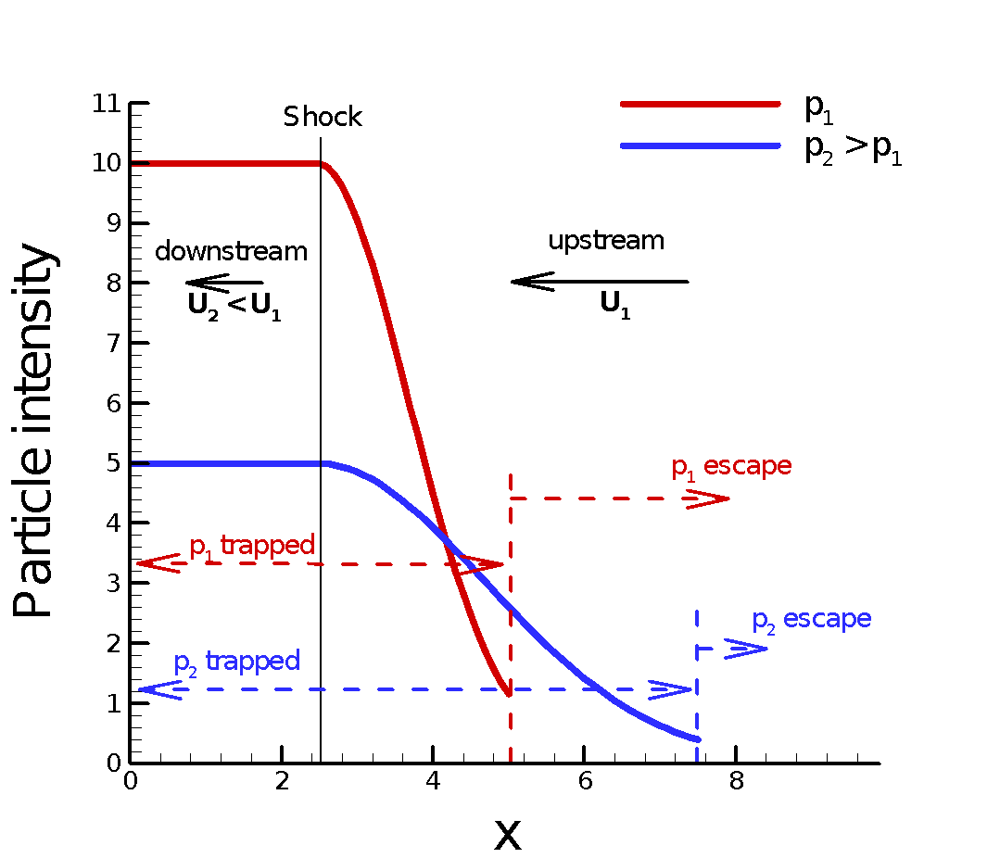 11
10
9
8
7
6
5
4
3
2
1
0
0
2
4
6
8
Particle intensity
x
Shock
p₁
p₂ >p₁
downstream
U₂ <U₁
upstream
U₁
p₁ escape
p₁ trapped
p₂ escape
p₂ trapped